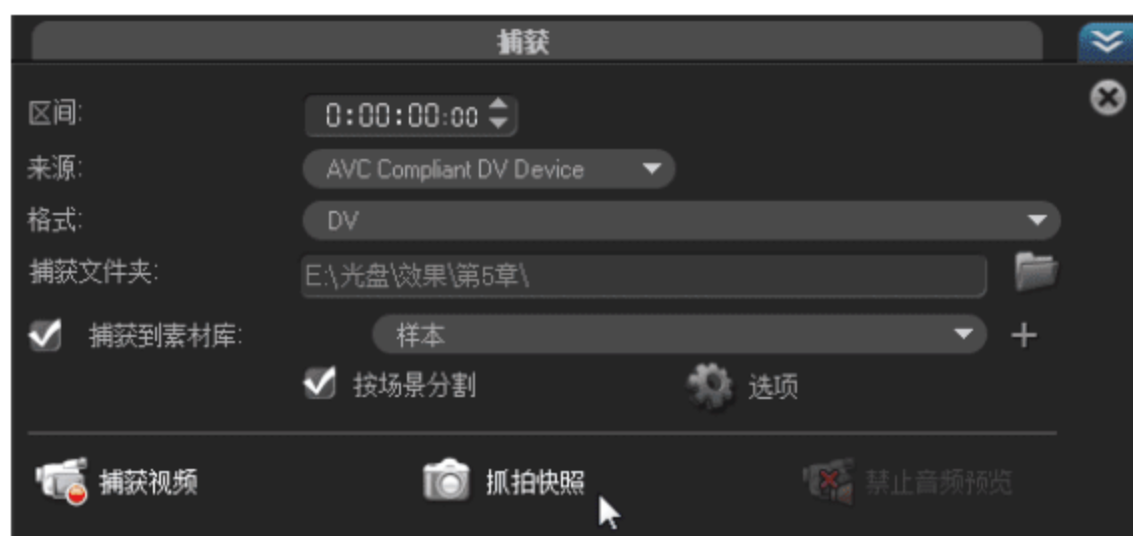 捕获
区间: 0:00:00:00
来源: AVC Compliant DV Device
格式: DV
捕获文件夹: E:\光盘\效果\第5章\
捕获到素材库: 样本
按场景分割 选项
捕获视频 抓拍快照 禁止音频预览